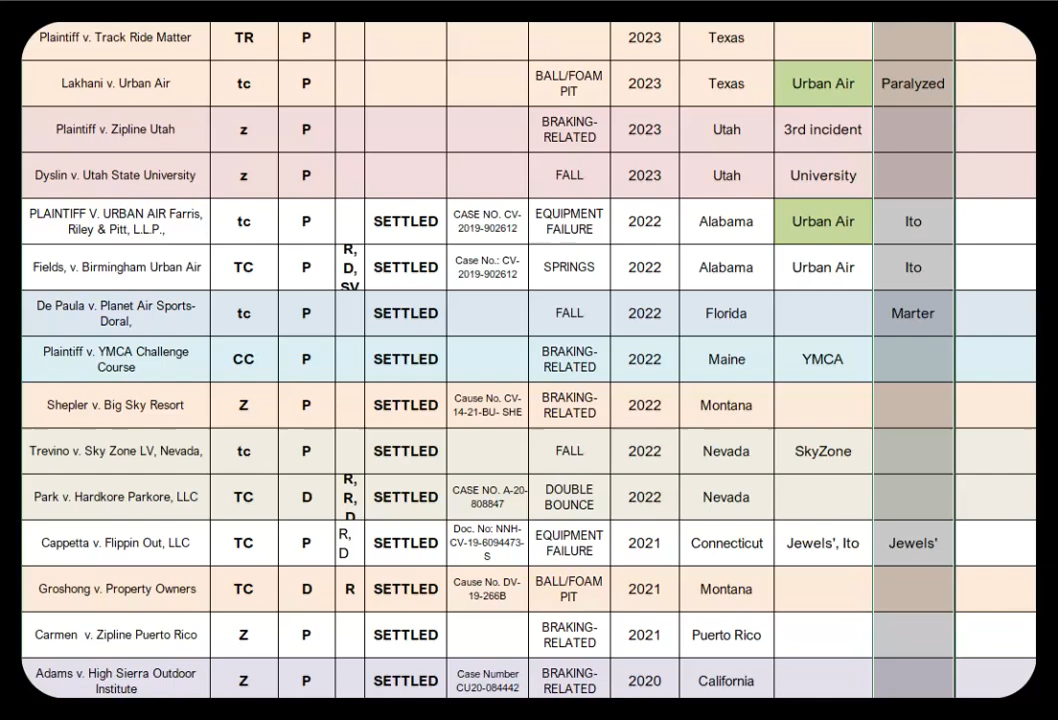 Plaintiff v. Track Ride Matter TR P 2023 Texas
Lakhani v. Urban Air tc P BALL/FOAM PIT 2023 Texas Urban Air Paralyzed
Plaintiff v. Zipline Utah z P BRAKING-RELATED 2023 Utah 3rd incident
Dyslin v. Utah State University z P FALL 2023 Utah University
PLAINTIFF V. URBAN AIR Farris, Riley & Pitt, L.L.P., tc P SETTLED CASE NO. CV-2019-902612 EQUIPMENT FAILURE 2022 Alabama Urban Air Ito
Fields, v. Birmingham Urban Air TC P R, D, SV SETTLED Case No.: CV-2019-902612 SPRINGS 2022 Alabama Urban Air Ito
De Paula v. Planet Air Sports-Doral, tc P SETTLED FALL 2022 Florida Marter
Plaintiff v. YMCA Challenge Course CC P SETTLED BRAKING-RELATED 2022 Maine YMCA
Shepler v. Big Sky Resort Z P SETTLED Cause No. CV-14-21-BU- SHE BRAKING-RELATED 2022 Montana
Trevino v. Sky Zone LV, Nevada, tc P SETTLED FALL 2022 Nevada SkyZone
Park v. Hardkore Parkore, LLC TC D R, R, D SETTLED CASE NO. A-20-808847 DOUBLE BOUNCE 2022 Nevada
Cappetta v. Flippin Out, LLC TC P R, D SETTLED Doc. No: NNH-CV-19-6094473-S EQUIPMENT FAILURE 2021 Connecticut Jewels', Ito Jewels'
Groshong v. Property Owners TC D R SETTLED Cause No. DV-19-266B BALL/FOAM PIT 2021 Montana
Carmen v. Zipline Puerto Rico Z P SETTLED BRAKING-RELATED 2021 Puerto Rico
Adams v. High Sierra Outdoor Institute Z P SETTLED Case Number CU20-084442 BRAKING-RELATED 2020 California